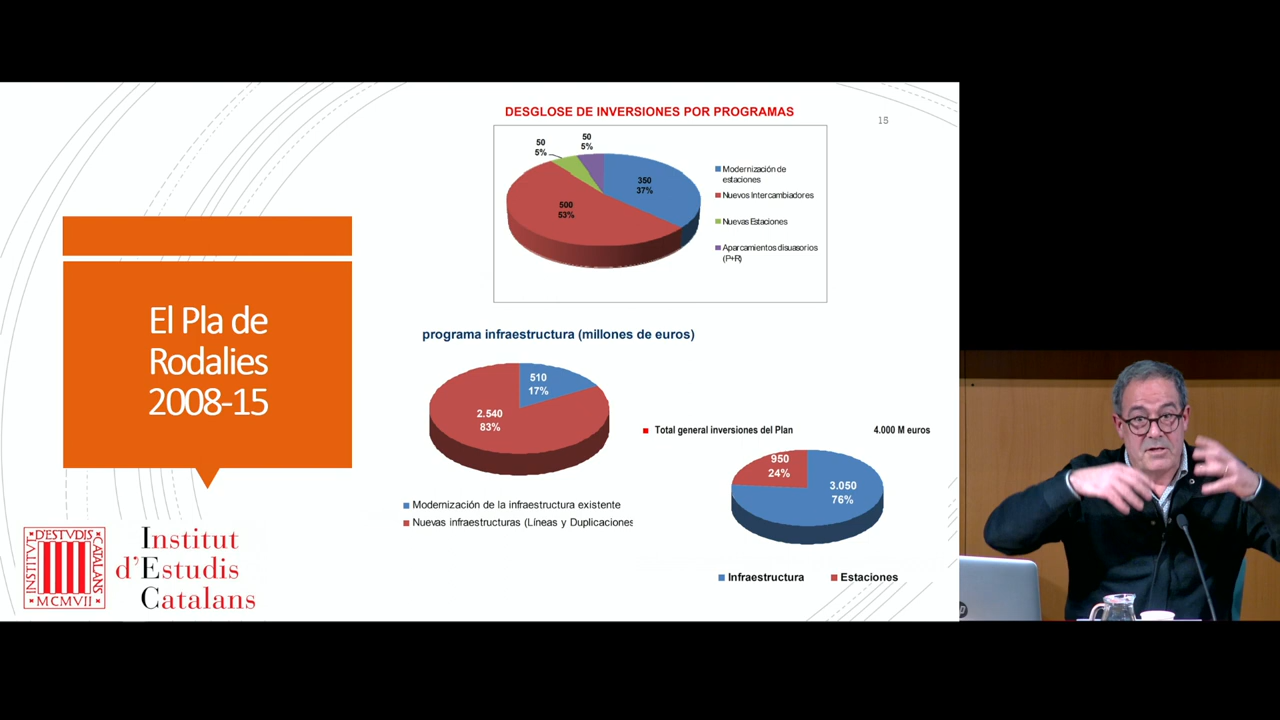 DESGLOSE DE INVERSIONES POR PROGRAMAS
15
50
5%
50
5%
350
37%
500
53%
Modernización de
estaciones
Nuevos Intercambiadores
Nuevas Estaciones
Aparcamientos disuasorios
(P+R)
El Pla de
Rodalies
2008-15
programa infraestructura (millones de euros)
510
17%
2.540
83%
Modernización de la infraestructura existente
Nuevas infraestructuras (Líneas y Duplicaciones
Total general inversiones del Plan 4.000 M euros
950
24%
3.050
76%
Infraestructura Estaciones
INSTITVT
D'ESTVDIS
CATALANS
MCMVII
Institut
d'Estudis
Catalans